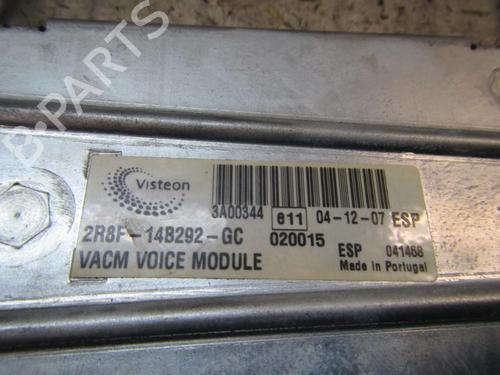 B-PARTS
Visteon
3A00344 e11 04-12-07 ESP
2R8F-14B292-GC 020015 ESP 041468
VACM VOICE MODULE Made in Portugal